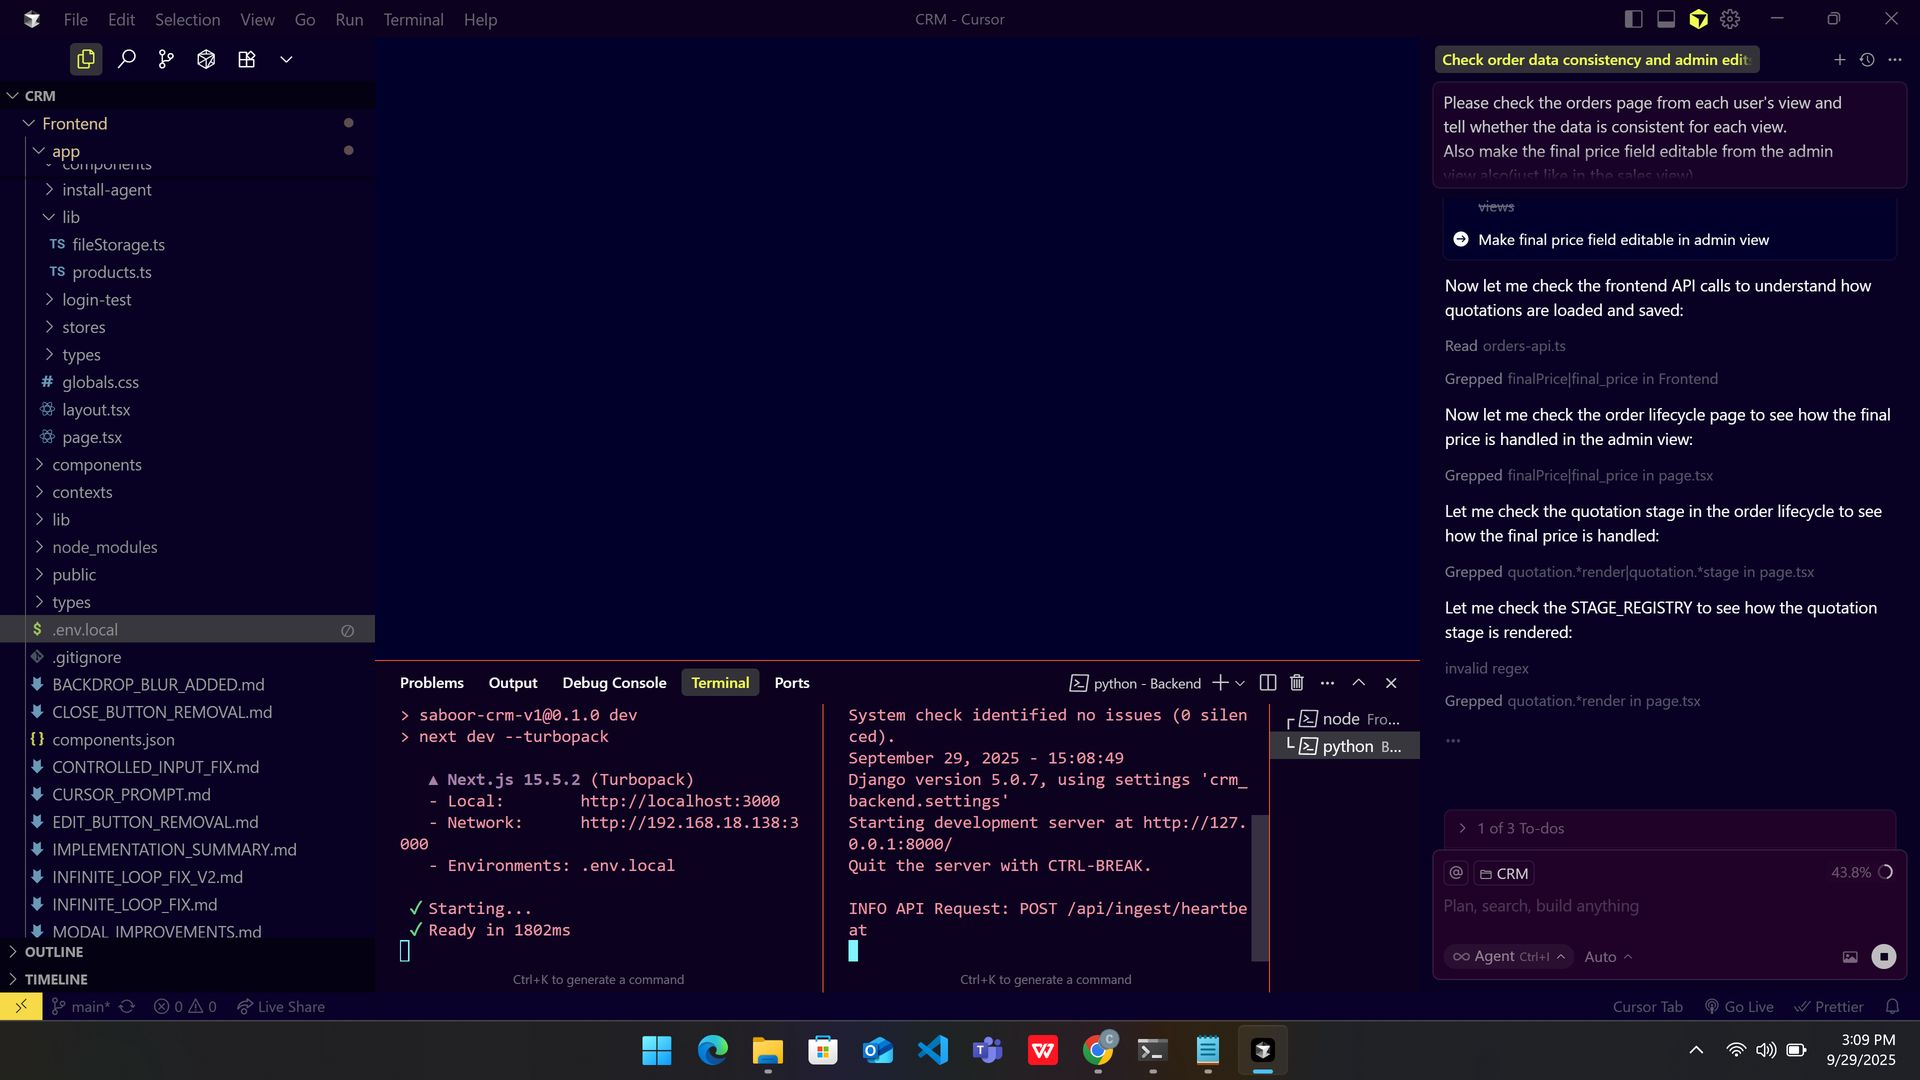 File Edit Selection View Go Run Terminal Help
CRM - Cursor
CRM
Frontend
app
components
install-agent
lib
TS fileStorage.ts
TS products.ts
login-test
stores
types
# globals.css
layout.tsx
page.tsx
components
contexts
lib
node_modules
public
types
$ .env.local
.gitignore
BACKDROP_BLUR_ADDED.md
CLOSE_BUTTON_REMOVAL.md
{} components.json
CONTROLLED_INPUT_FIX.md
CURSOR_PROMPT.md
EDIT_BUTTON_REMOVAL.md
IMPLEMENTATION_SUMMARY.md
INFINITE_LOOP_FIX_V2.md
INFINITE_LOOP_FIX.md
MODAL_IMPROVEMENTS.md
OUTLINE
TIMELINE
Problems Output Debug Console Terminal Ports
python - Backend
> saboor-crm-v1@0.1.0 dev
> next dev --turbopack
▲ Next.js 15.5.2 (Turbopack)
- Local: http://localhost:3000
- Network: http://192.168.18.138:3
000
- Environments: .env.local
✓ Starting...
✓ Ready in 1802ms
Ctrl+K to generate a command
System check identified no issues (0 silen
ced).
September 29, 2025 - 15:08:49
Django version 5.0.7, using settings 'crm_
backend.settings'
Starting development server at http://127.
0.0.1:8000/
Quit the server with CTRL-BREAK.
INFO API Request: POST /api/ingest/heartbe
at
Ctrl+K to generate a command
node Fro...
python B...
Check order data consistency and admin edit
Please check the orders page from each user's view and
tell whether the data is consistent for each view.
Also make the final price field editable from the admin
view also(just like in the sales view)
views
Make final price field editable in admin view
Now let me check the frontend API calls to understand how
quotations are loaded and saved:
Read orders-api.ts
Grepped finalPrice|final_price in Frontend
Now let me check the order lifecycle page to see how the final
price is handled in the admin view:
Grepped finalPrice|final_price in page.tsx
Let me check the quotation stage in the order lifecycle to see
how the final price is handled:
Grepped quotation.*render|quotation.*stage in page.tsx
Let me check the STAGE_REGISTRY to see how the quotation
stage is rendered:
invalid regex
Grepped quotation.*render in page.tsx
...
1 of 3 To-dos
@ CRM 43.8%
Plan, search, build anything
Agent Ctrl+I Auto
main* 0 0 Live Share
Cursor Tab Go Live Prettier
3:09 PM
9/29/2025